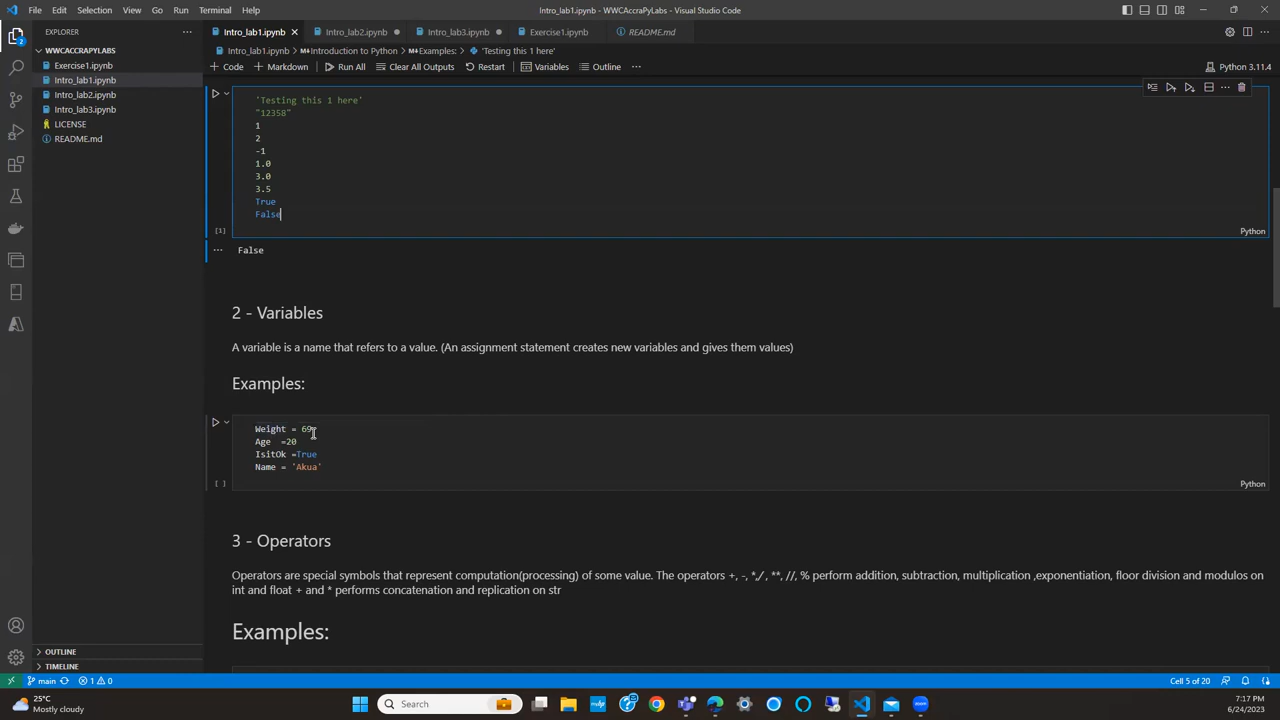 File Edit Selection View Go Run Terminal Help
Intro_lab1.ipynb - WWCAccraPyLabs - Visual Studio Code
EXPLORER
Intro_lab1.ipynb
Intro_lab2.ipynb
Intro_lab3.ipynb
Exercise1.ipynb
README.md
WWCACCRAPYLABS
Intro_lab1.ipynb > Introduction to Python > Examples: > 'Testing this 1 here'
Exercise1.ipynb
+ Code + Markdown Run All Clear All Outputs Restart Variables Outline ...
Python 3.11.4
Intro_lab1.ipynb
Intro_lab2.ipynb
Intro_lab3.ipynb
LICENSE
README.md
'Testing this 1 here'
"12358"
1
2
-1
1.0
3.0
3.5
True
False
[1]
Python
False
2 - Variables
A variable is a name that refers to a value. (An assignment statement creates new variables and gives them values)
Examples:
Weight = 69
Age =20
IsitOk =True
Name = 'Akua'
[ ]
Python
3 - Operators
Operators are special symbols that represent computation(processing) of some value. The operators +, -, *,/ , **, //, % perform addition, subtraction, multiplication ,exponentiation, floor division and modulos on
int and float + and * performs concatenation and replication on str
Examples:
OUTLINE
TIMELINE
main
1 0
Cell 5 of 20
2
25°C
Mostly cloudy
Search
7:17 PM
6/24/2023